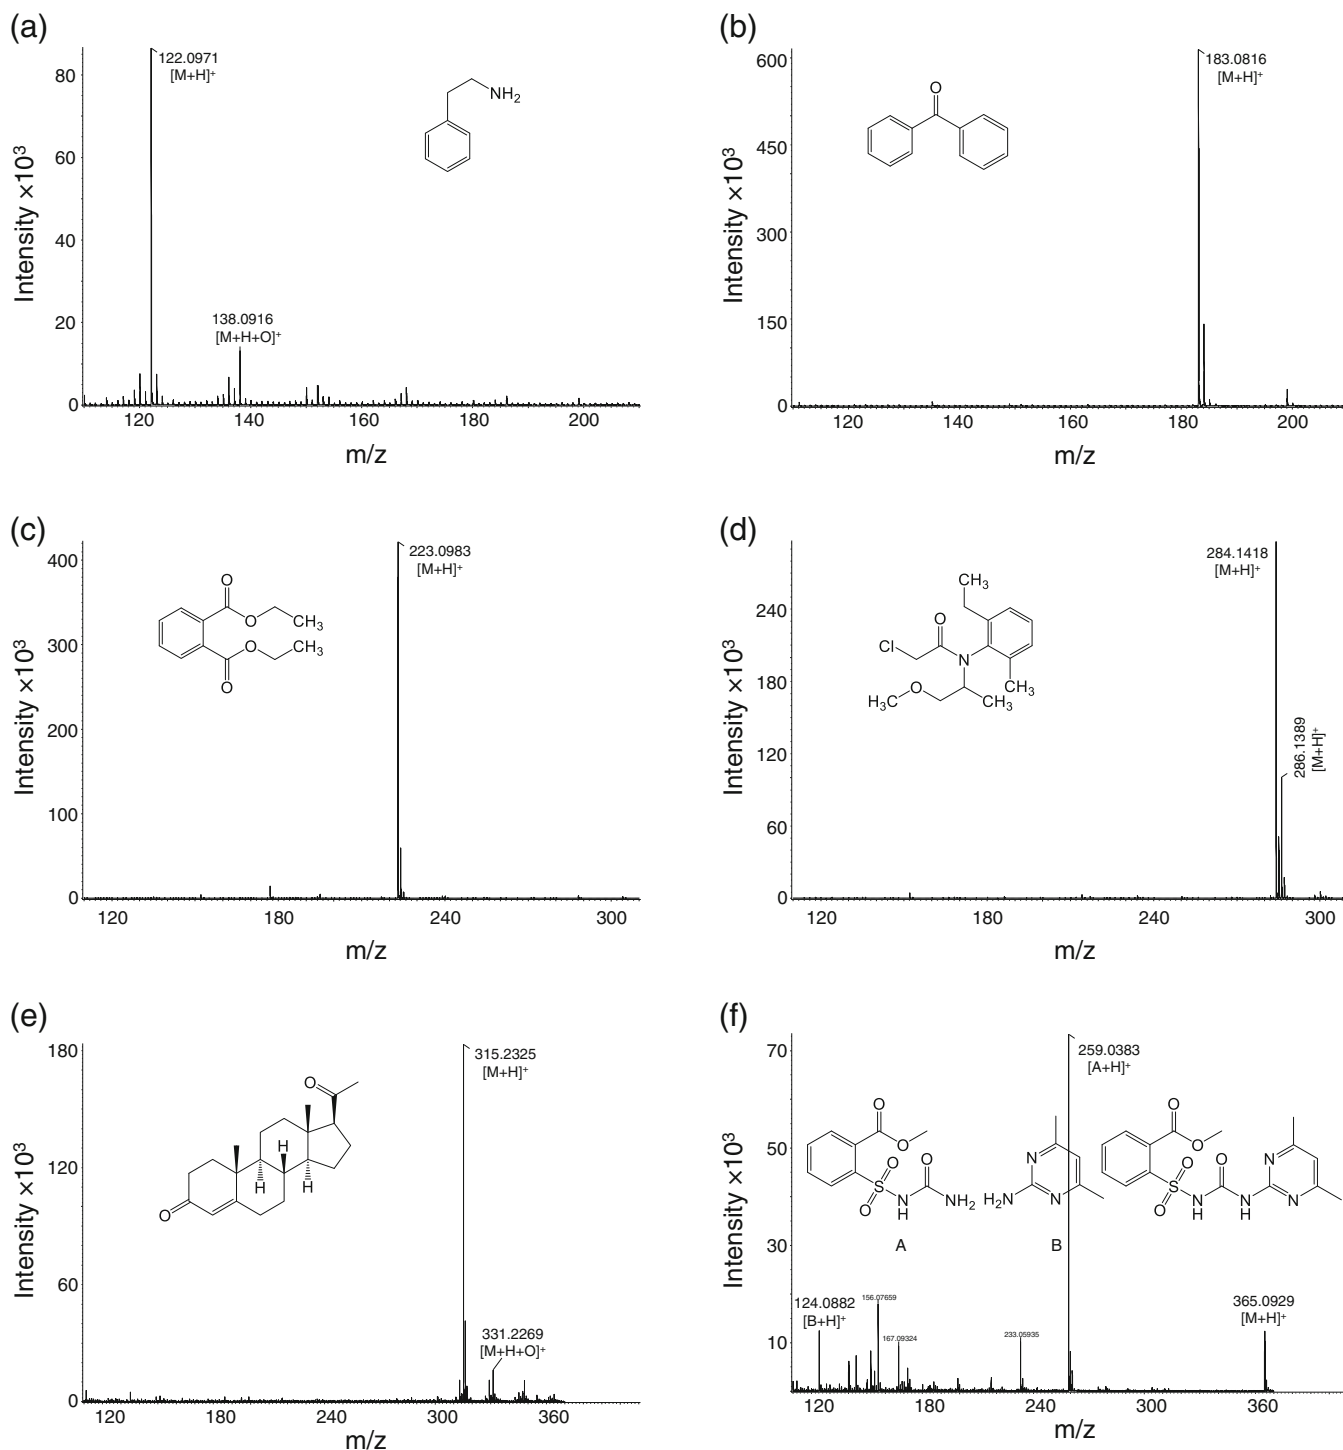 (a)
122.0971
[M+H]+
NH2
138.0916
[M+H+O]+
80
60
40
20
0
Intensity ×10³
140
160
180
200
120
m/z
(b)
183.0816
[M+H]+
O
600
450
300
150
0
Intensity ×10³
120
140
160
180
200
m/z
(c)
223.0983
[M+H]+
O
O
CH3
O
CH3
O
400
300
200
100
0
Intensity ×10³
120
180
240
300
m/z
(d)
284.1418
[M+H]+
286.1389
[M+H]+
CH3
O
Cl
N
CH3
O
H3C
CH3
240
180
120
60
0
Intensity ×10³
120
180
240
300
m/z
(e)
315.2325
[M+H]+
O
H
H
H
O
331.2269
[M+H+O]+
180
120
60
0
Intensity ×10³
120
180
240
300
360
m/z
(f)
259.0383
[A+H]+
O
O
O
S
O
N
H
O
NH2
A
N
H2N
N
B
O
O
O
S
O
N
H
O
N
H
N
N
124.0882
[B+H]+
156.07659
167.09324
233.05935
365.0929
[M+H]+
70
50
30
10
Intensity ×10³
120
180
240
300
360
m/z